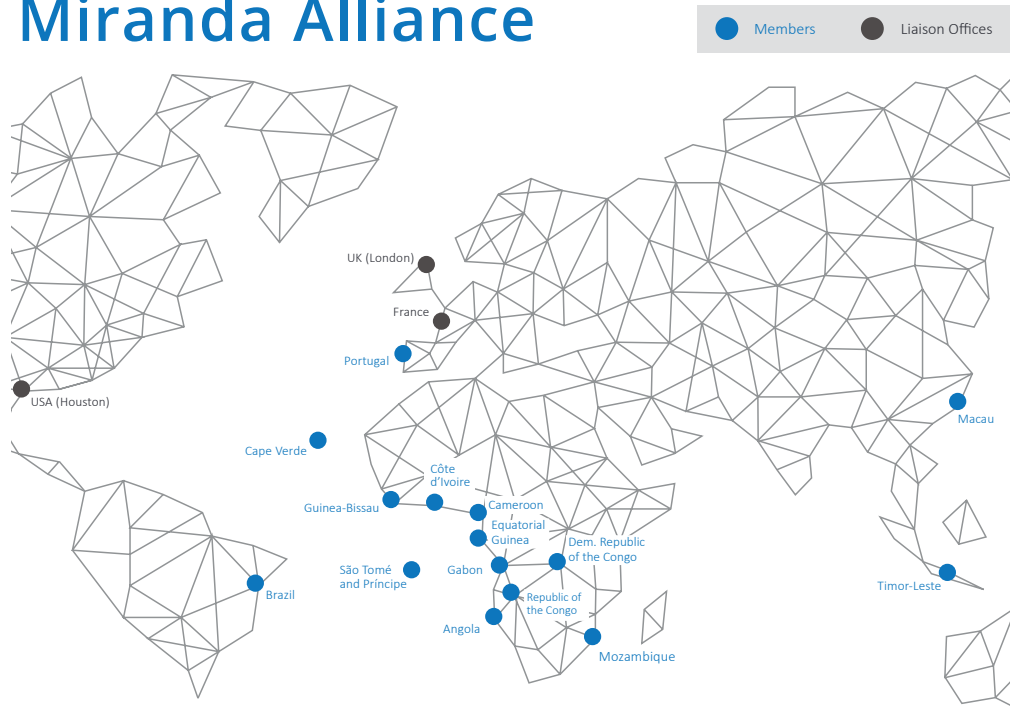 Miranda Alliance
Members
Liaison Offices
UK (London)
France
Portugal
USA (Houston)
Macau
Cape Verde
Côte
d’Ivoire
Guinea-Bissau
Cameroon
Equatorial
Guinea
Dem. Republic
of the Congo
São Tomé
and Príncipe
Gabon
Timor-Leste
Brazil
Republic of
the Congo
Angola
Mozambique